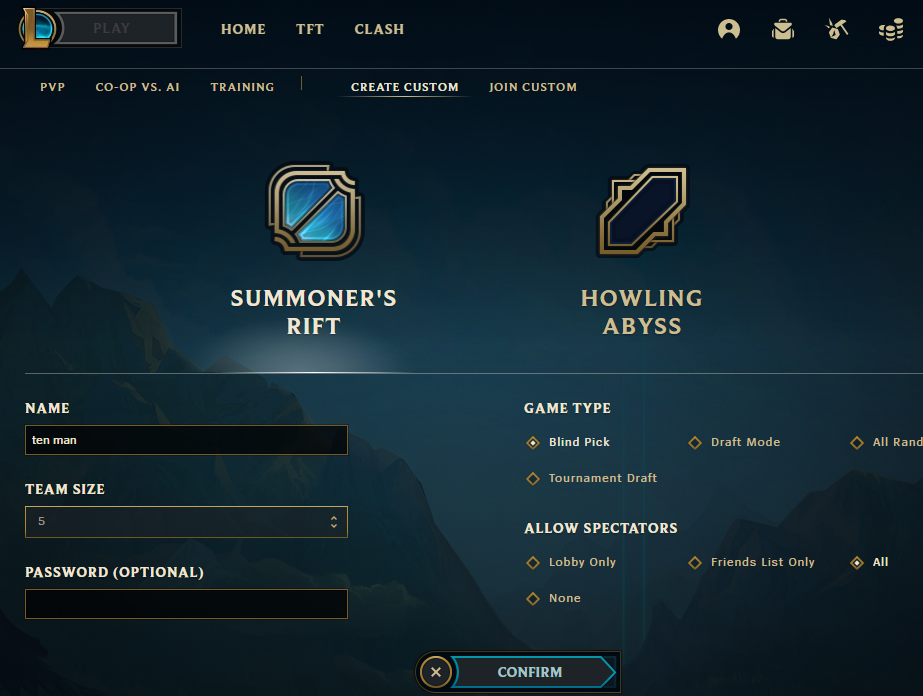 PLAY
HOME
TFT
CLASH
PVP
CO-OP VS. AI
TRAINING
CREATE CUSTOM
JOIN CUSTOM
SUMMONER'S
RIFT
HOWLING
ABYSS
NAME
ten man
TEAM SIZE
5
PASSWORD (OPTIONAL)
GAME TYPE
Blind Pick
Draft Mode
All Rand
Tournament Draft
ALLOW SPECTATORS
Lobby Only
Friends List Only
All
None
CONFIRM